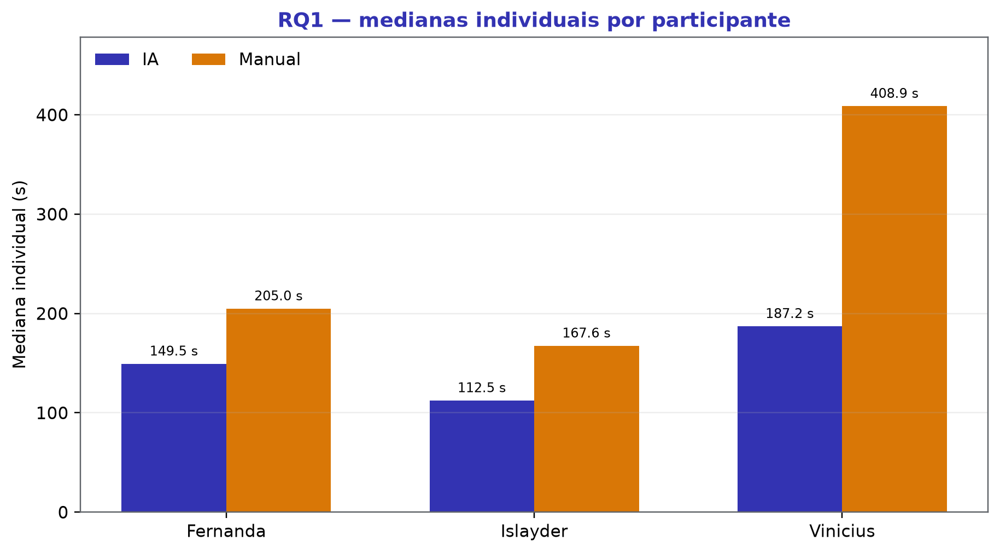 RQ1 — medianas individuais por participante
IA
Manual
Mediana individual (s)
400
300
200
100
0
149.5 s
205.0 s
112.5 s
167.6 s
187.2 s
408.9 s
Fernanda
Islayder
Vinicius